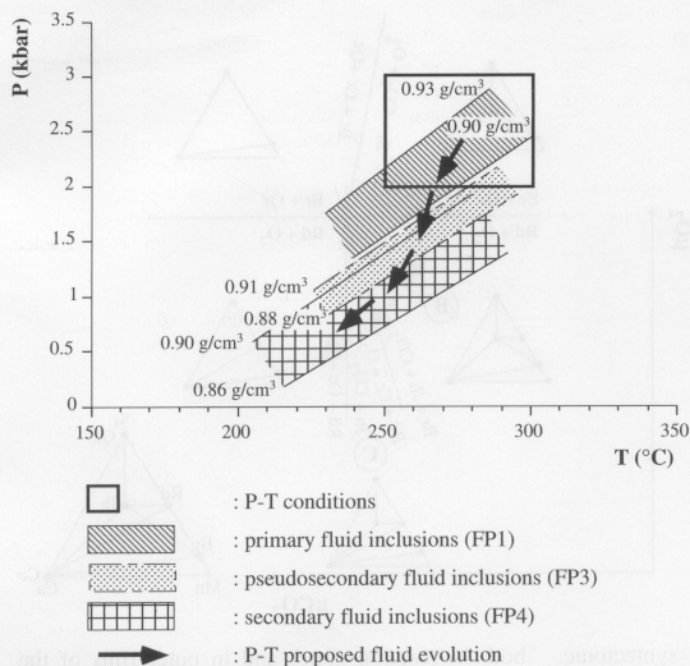 P (kbar)
3.5
3
2.5
2
1.5
1
0.5
0
0.93 g/cm³
0.90 g/cm³
0.91 g/cm³
0.88 g/cm³
0.90 g/cm³
0.86 g/cm³
150
200
250
300
350
T (°C)
: P-T conditions
: primary fluid inclusions (FP1)
: pseudosecondary fluid inclusions (FP3)
: secondary fluid inclusions (FP4)
: P-T proposed fluid evolution